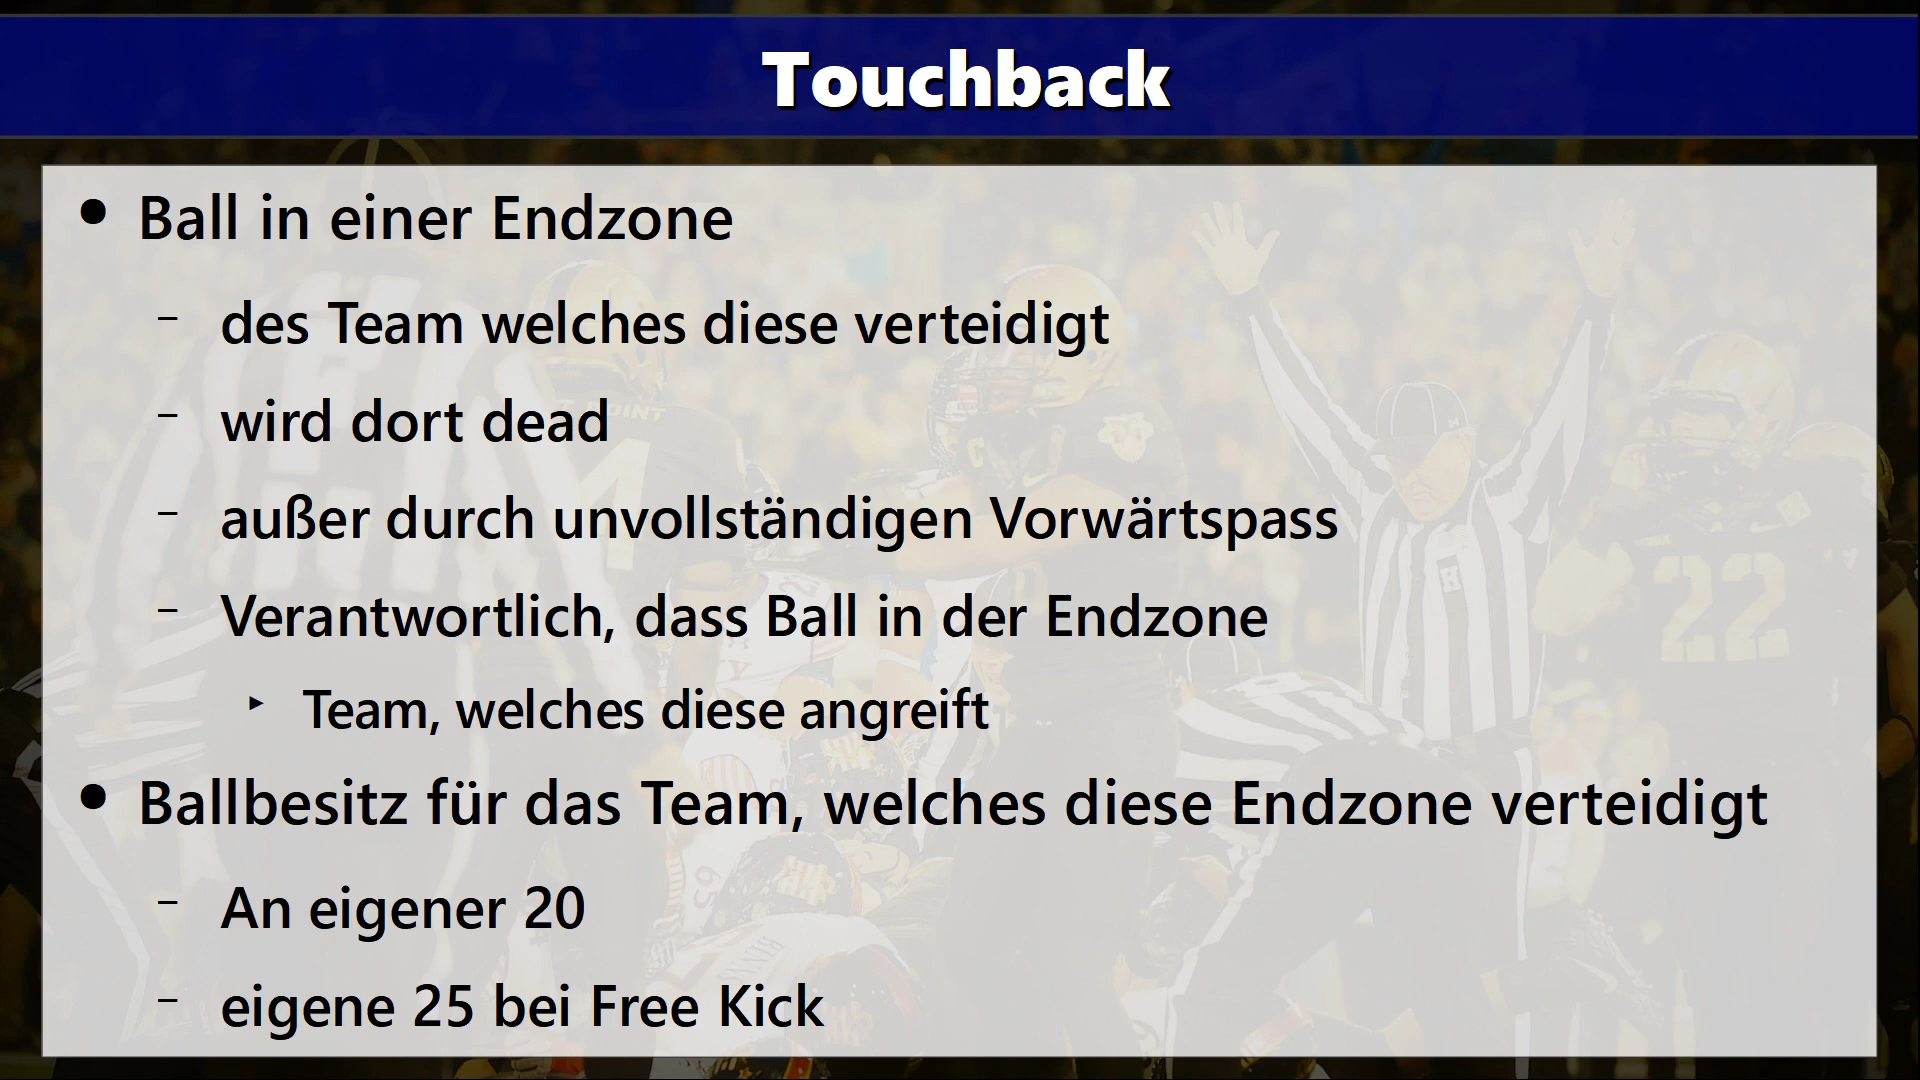 Touchback
• Ball in einer Endzone
– des Team welches diese verteidigt
– wird dort dead
– außer durch unvollständigen Vorwärtspass
– Verantwortlich, dass Ball in der Endzone
▸ Team, welches diese angreift
• Ballbesitz für das Team, welches diese Endzone verteidigt
– An eigener 20
– eigene 25 bei Free Kick
22
H
59